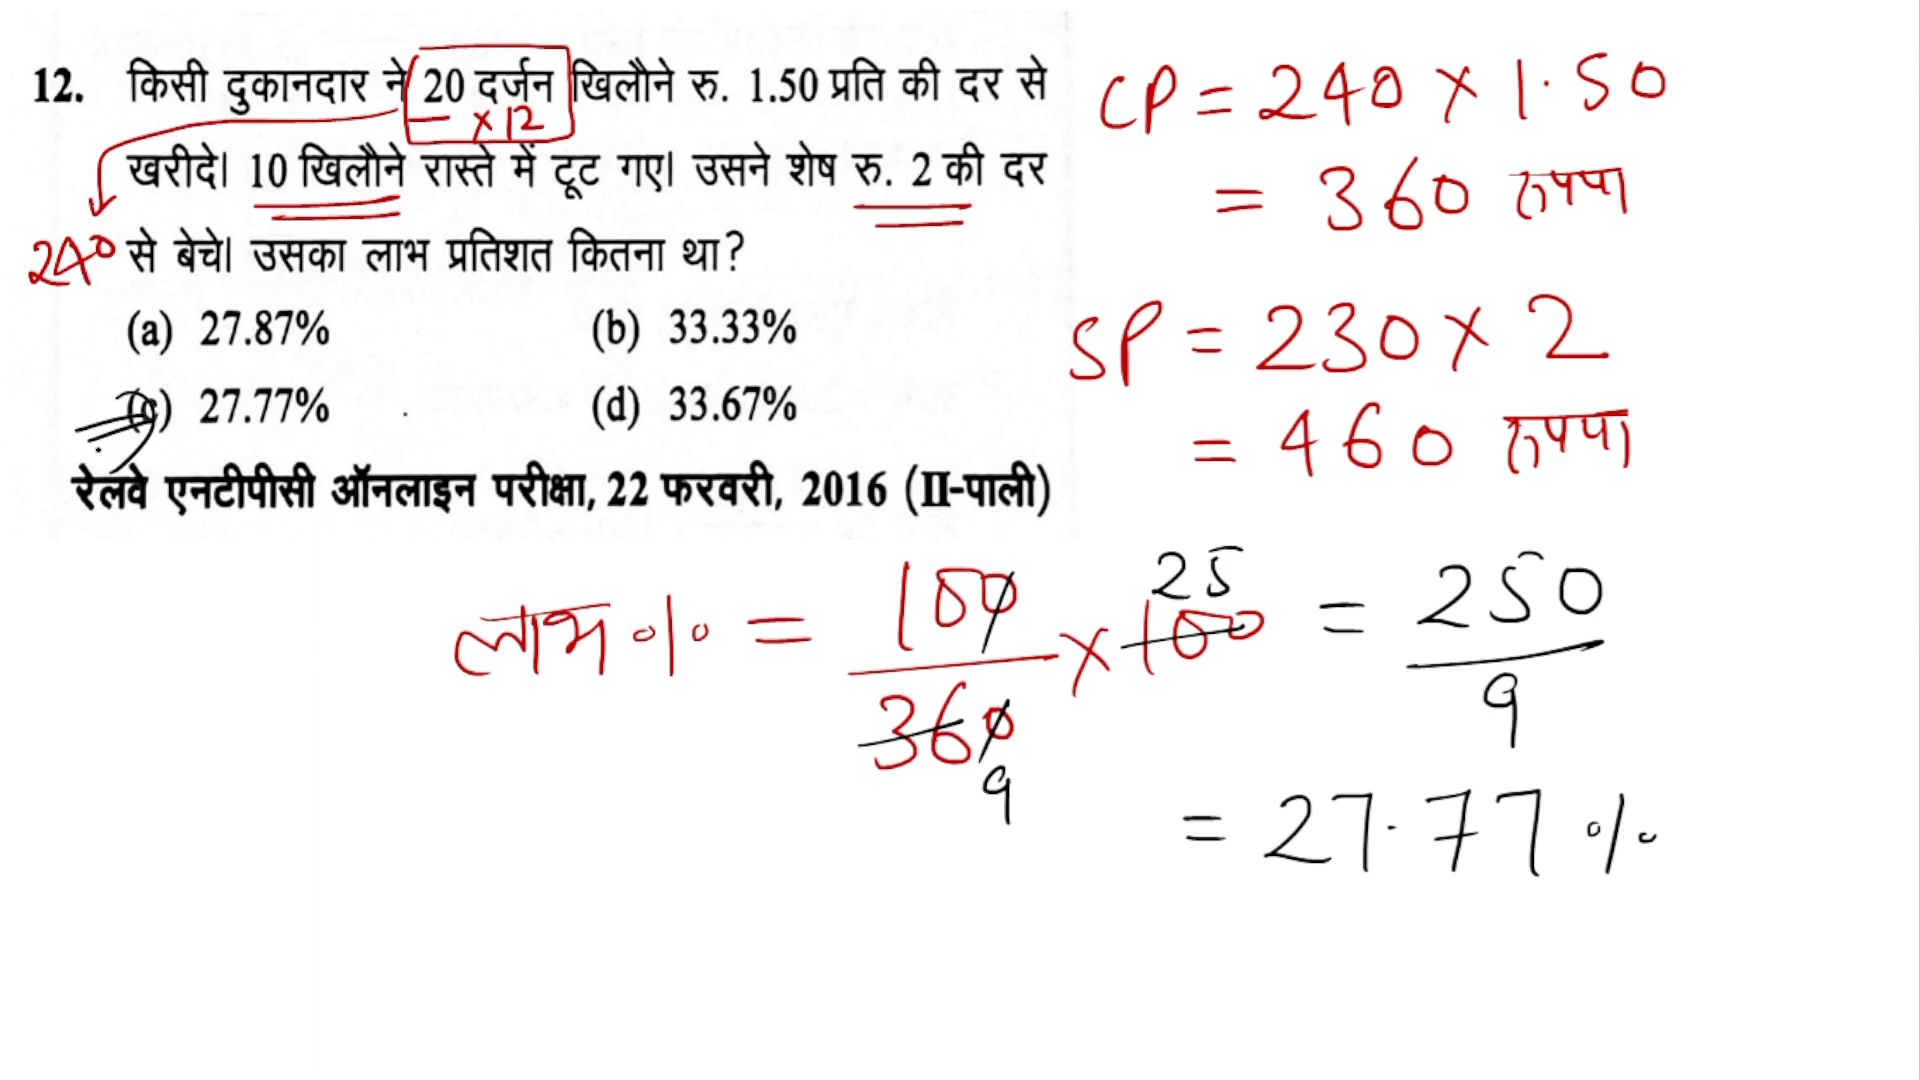 12. किसी दुकानदार ने 20 दर्जन खिलौने रु. 1.50 प्रति की दर से
× 12
खरीदे। 10 खिलौने रास्ते में टूट गए। उसने शेष रु. 2 की दर
240 से बेचे। उसका लाभ प्रतिशत कितना था?
(a) 27.87% (b) 33.33%
(c) 27.77% (d) 33.67%
रेलवे एनटीपीसी ऑनलाइन परीक्षा, 22 फरवरी, 2016 (II-पाली)
CP = 240 × 1.50
= 360 रुपया
SP = 230 × 2
= 460 रुपया
25
लाभ % = 100 / 360 × 100 = 250 / 9
9
= 27.77 %